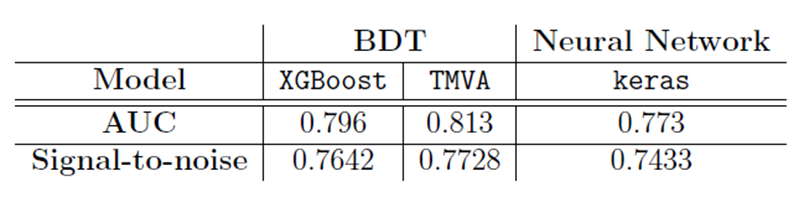 BDT Neural Network
Model XGBoost TMVA keras
AUC 0.796 0.813 0.773
Signal-to-noise 0.7642 0.7728 0.7433